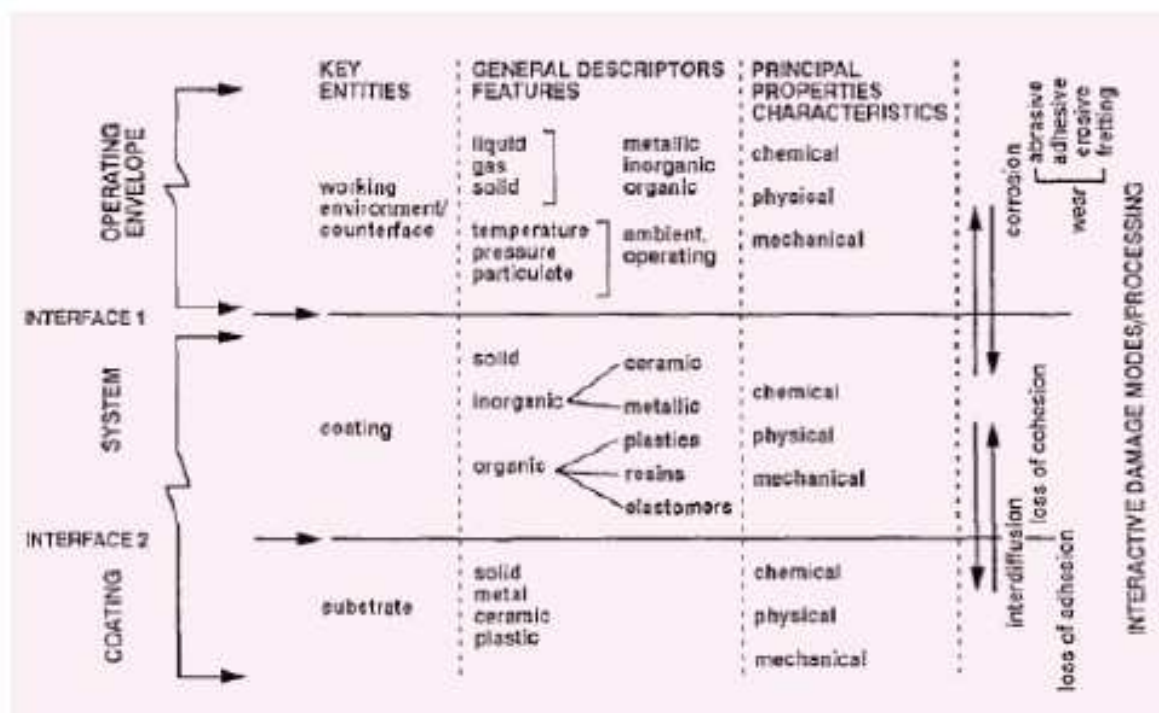 KEY
ENTITIES
GENERAL DESCRIPTORS
FEATURES
PRINCIPAL
PROPERTIES
CHARACTERISTICS
OPERATING
ENVELOPE
working
environment/
counterface
liquid
gas
solid
metallic
inorganic
organic
temperature
pressure
particulate
ambient,
operating
chemical
physical
mechanical
corrosion
abrasive
adhesive
erosive
fretting
wear
INTERFACE 1
SYSTEM
coating
solid
inorganic
ceramic
metallic
organic
plastics
resins
elastomers
chemical
physical
mechanical
interdiffusion
loss of cohesion
loss of adhesion
INTERFACE 2
COATING
substrate
solid
metal
ceramic
plastic
chemical
physical
mechanical
INTERACTIVE DAMAGE MODES/PROCESSING